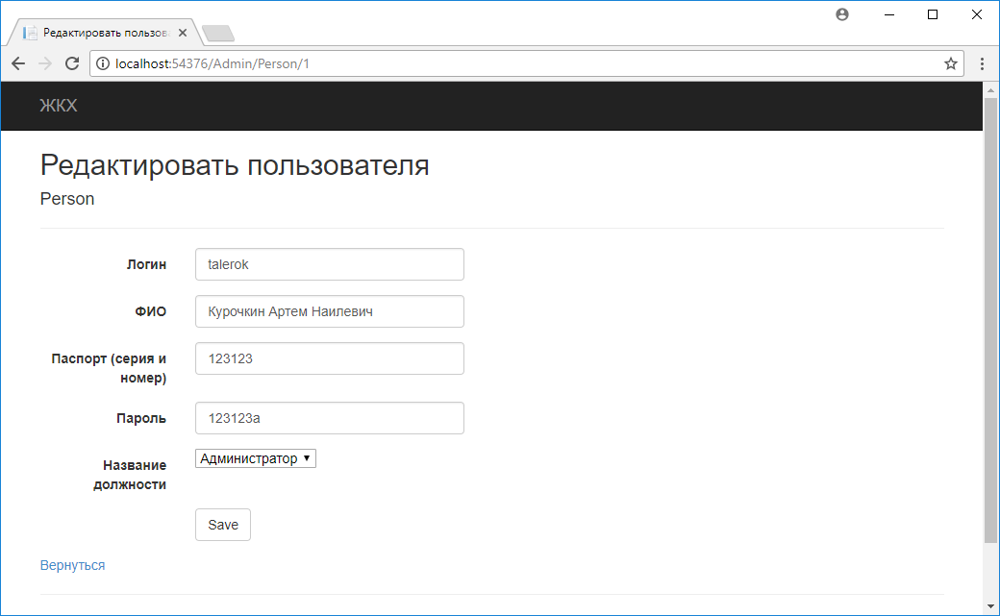 Редактировать пользов
localhost:54376/Admin/Person/1
ЖКХ
Редактировать пользователя
Person
Логин
talerok
ФИО
Курочкин Артем Наилевич
Паспорт (серия и
номер)
123123
Пароль
123123a
Название
должности
Администратор
Save
Вернуться